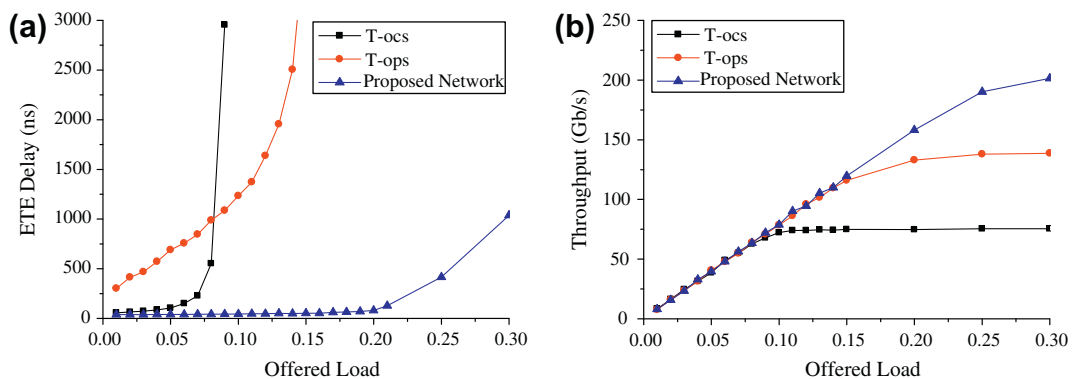 (a)
T-ocs
T-ops
Proposed Network
ETE Delay (ns)
3000
2500
2000
1500
1000
500
0
0.00 0.05 0.10 0.15 0.20 0.25 0.30
Offered Load
(b)
T-ocs
T-ops
Proposed Network
Throughput (Gb/s)
250
200
150
100
50
0
0.00 0.05 0.10 0.15 0.20 0.25 0.30
Offered Load